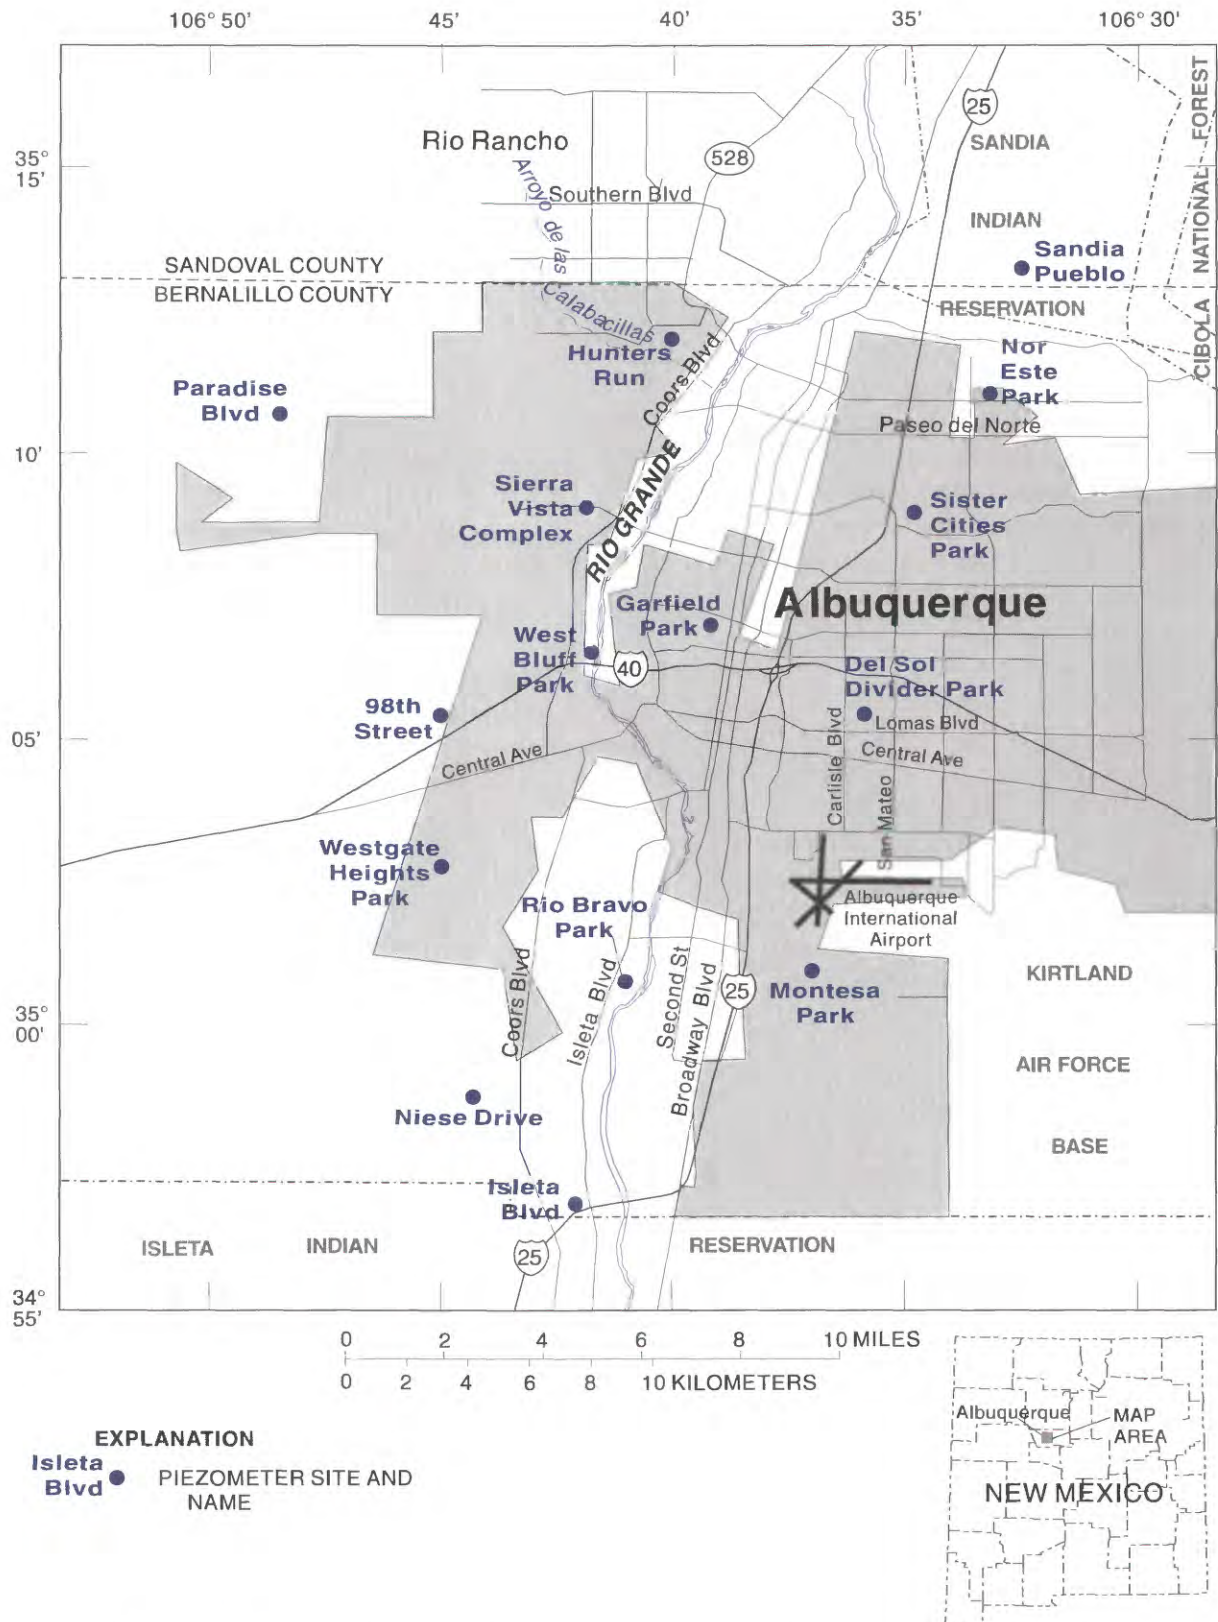 106° 50'
45'
40'
35'
106° 30'
35°
15'
10'
05'
35°
00'
34°
55'
25
Rio Rancho
528
SANDIA
INDIAN
RESERVATION
CIBOLA NATIONAL FOREST
Arroyo de las
Calabacillas
Southern Blvd
Sandia
Pueblo
SANDOVAL COUNTY
BERNALILLO COUNTY
Hunters
Run
Coors Blvd
Nor
Este
Park
Paradise
Blvd
Paseo del Norte
RIO GRANDE
Sierra
Vista
Complex
Sister
Cities
Park
Albuquerque
Garfield
Park
West
Bluff
Park
40
Del Sol
Divider Park
98th
Street
Carlisle Blvd
Lomas Blvd
Central Ave
Central Ave
San Mateo
Westgate
Heights
Park
Rio Bravo
Park
Albuquerque
International
Airport
Coors Blvd
Isleta Blvd
Second St
Broadway Blvd
25
Montesa
Park
KIRTLAND
AIR FORCE
BASE
Niese Drive
Isleta
Blvd
ISLETA
INDIAN
RESERVATION
25
0 2 4 6 8 10 MILES
0 2 4 6 8 10 KILOMETERS
EXPLANATION
Isleta
Blvd
PIEZOMETER SITE AND
NAME
Albuquerque
MAP
AREA
NEW MEXICO